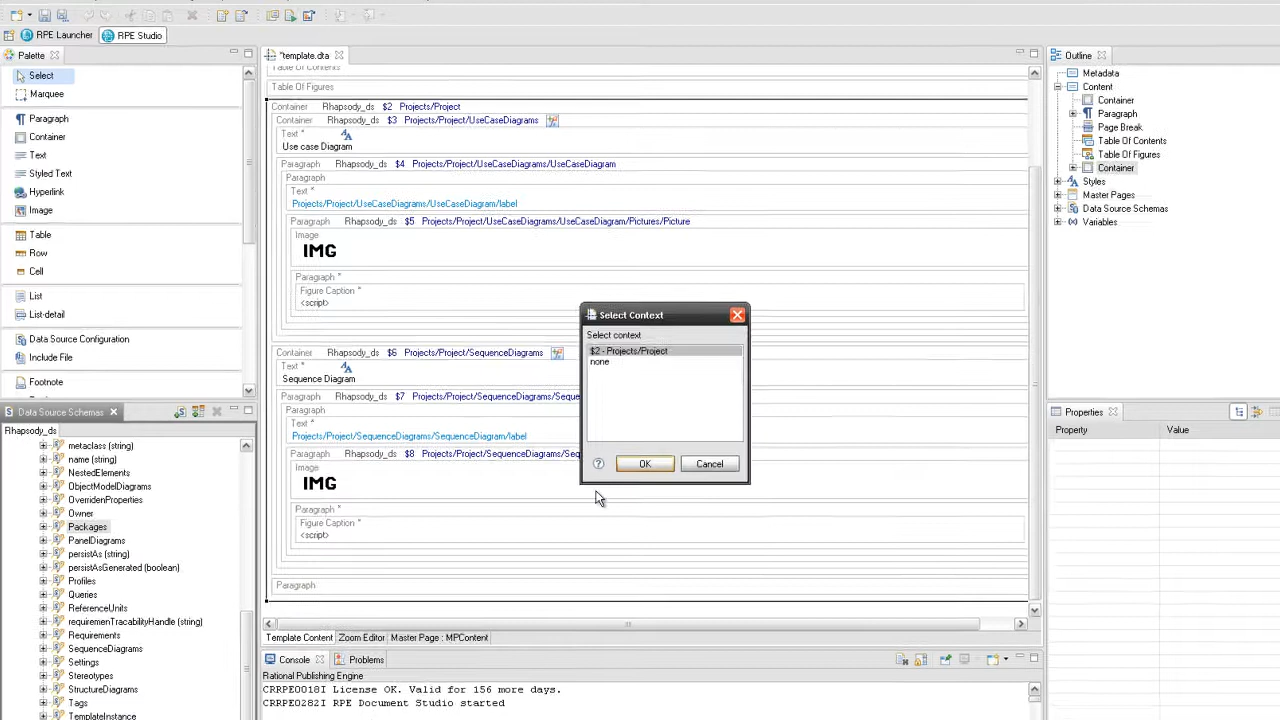 RPE Launcher RPE Studio
Palette
Select
Marquee
Paragraph
Container
Text
Styled Text
Hyperlink
Image
Table
Row
Cell
List
List-detail
Data Source Configuration
Include File
Footnote
Data Source Schemas
Rhapsody_ds
metaclass (string)
name (string)
NestedElements
ObjectModelDiagrams
OverridenProperties
Owner
Packages
PanelDiagrams
persistAs (string)
persistAsGenerated (boolean)
Profiles
Queries
ReferenceUnits
requiremenTracabilityHandle (string)
Requirements
SequenceDiagrams
Settings
Stereotypes
StructureDiagrams
Tags
TemplateInstance
*template.dta
Table Of Contents
Table Of Figures
Container Rhapsody_ds $2 Projects/Project
Container Rhapsody_ds $3 Projects/Project/UseCaseDiagrams
Text *
Use case Diagram
Paragraph Rhapsody_ds $4 Projects/Project/UseCaseDiagrams/UseCaseDiagram
Paragraph
Text *
Projects/Project/UseCaseDiagrams/UseCaseDiagram/label
Paragraph Rhapsody_ds $5 Projects/Project/UseCaseDiagrams/UseCaseDiagram/Pictures/Picture
Image
IMG
Paragraph *
Figure Caption *
<script>
Container Rhapsody_ds $6 Projects/Project/SequenceDiagrams
Text *
Sequence Diagram
Paragraph Rhapsody_ds $7 Projects/Project/SequenceDiagrams/Seque
Paragraph
Text *
Projects/Project/SequenceDiagrams/SequenceDiagram/label
Paragraph Rhapsody_ds $8 Projects/Project/SequenceDiagrams/Seq
Image
IMG
Paragraph *
Figure Caption *
<script>
Paragraph
Template Content Zoom Editor Master Page : MPContent
Select Context
Select context
$2 - Projects/Project
none
? OK Cancel
Console Problems
Rational Publishing Engine
CRRPE0018I License OK. Valid for 156 more days.
CRRPE0282I RPE Document Studio started
Outline
Metadata
Content
Container
Paragraph
Page Break
Table Of Contents
Table Of Figures
Container
Styles
Master Pages
Data Source Schemas
Variables
Properties
Property Value